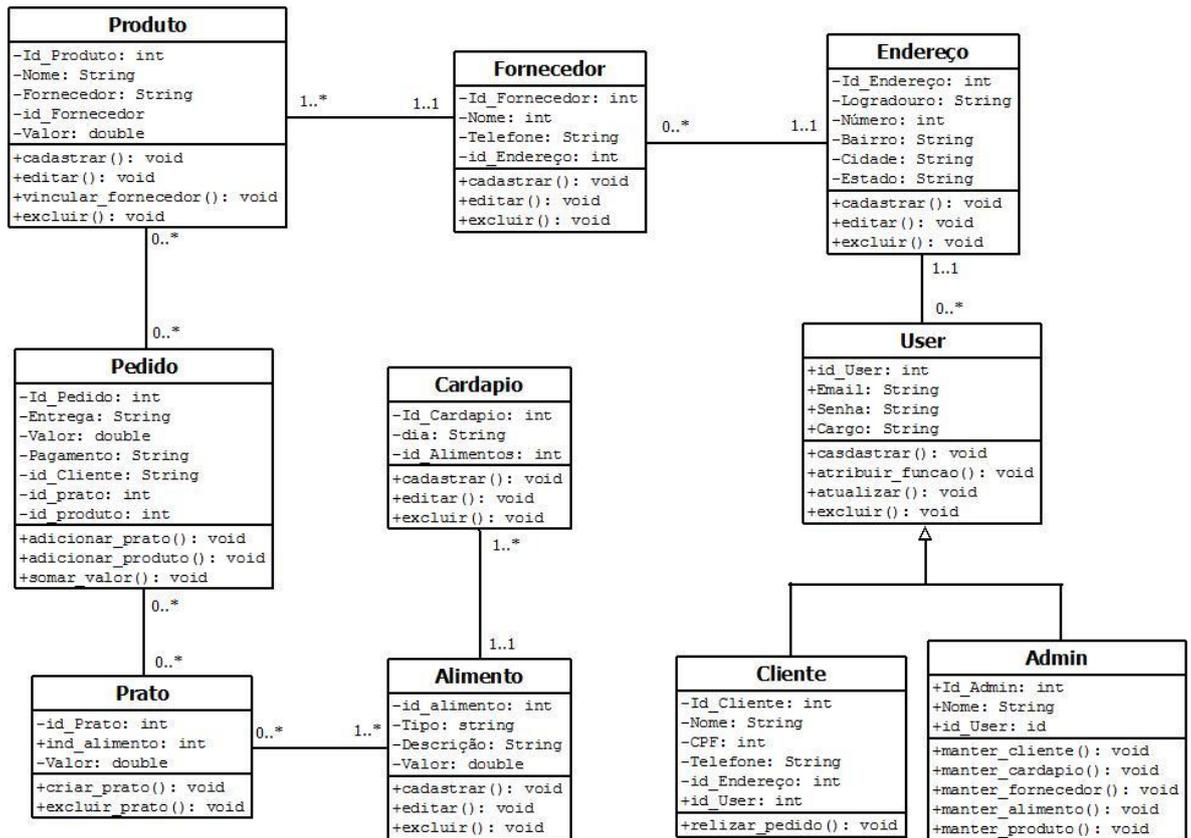 Produto
-Id_Produto: int
-Nome: String
-Fornecedor: String
-id_Fornecedor
-Valor: double
+cadastrar(): void
+editar(): void
+vincular_fornecedor(): void
+excluir(): void
1..*
1..1
Fornecedor
-Id_Fornecedor: int
-Nome: int
-Telefone: String
-id_Endereço: int
+cadastrar(): void
+editar(): void
+excluir(): void
0..*
1..1
Endereço
-Id_Endereço: int
-Logradouro: String
-Número: int
-Bairro: String
-Cidade: String
-Estado: String
+cadastrar(): void
+editar(): void
+excluir(): void
0..*
0..*
1..1
0..*
Pedido
-Id_Pedido: int
-Entrega: String
-Valor: double
-Pagamento: String
-id_Cliente: String
-id_prato: int
-id_produto: int
+adicionar_prato(): void
+adicionar_produto(): void
+somar_valor(): void
Cardapio
-Id_Cardapio: int
-dia: String
-id_Alimentos: int
+cadastrar(): void
+editar(): void
+excluir(): void
User
+id_User: int
+Email: String
+Senha: String
+Cargo: String
+casdastrar(): void
+atribuir_funcao(): void
+atualizar(): void
+excluir(): void
0..*
0..*
1..*
1..1
Prato
-id_Prato: int
+ind_alimento: int
-Valor: double
+criar_prato(): void
+excluir_prato(): void
0..*
1..*
Alimento
-id_alimento: int
-Tipo: string
-Descrição: String
-Valor: double
+cadastrar(): void
+editar(): void
+excluir(): void
Cliente
-Id_Cliente: int
-Nome: String
-CPF: int
-Telefone: String
-id_Endereço: int
+id_User: int
+relizar_pedido(): void
Admin
+Id_Admin: int
+Nome: String
+id_User: id
+manter_cliente(): void
+manter_cardapio(): void
+manter_fornecedor(): void
+manter_alimento(): void
+manter_produto(): void